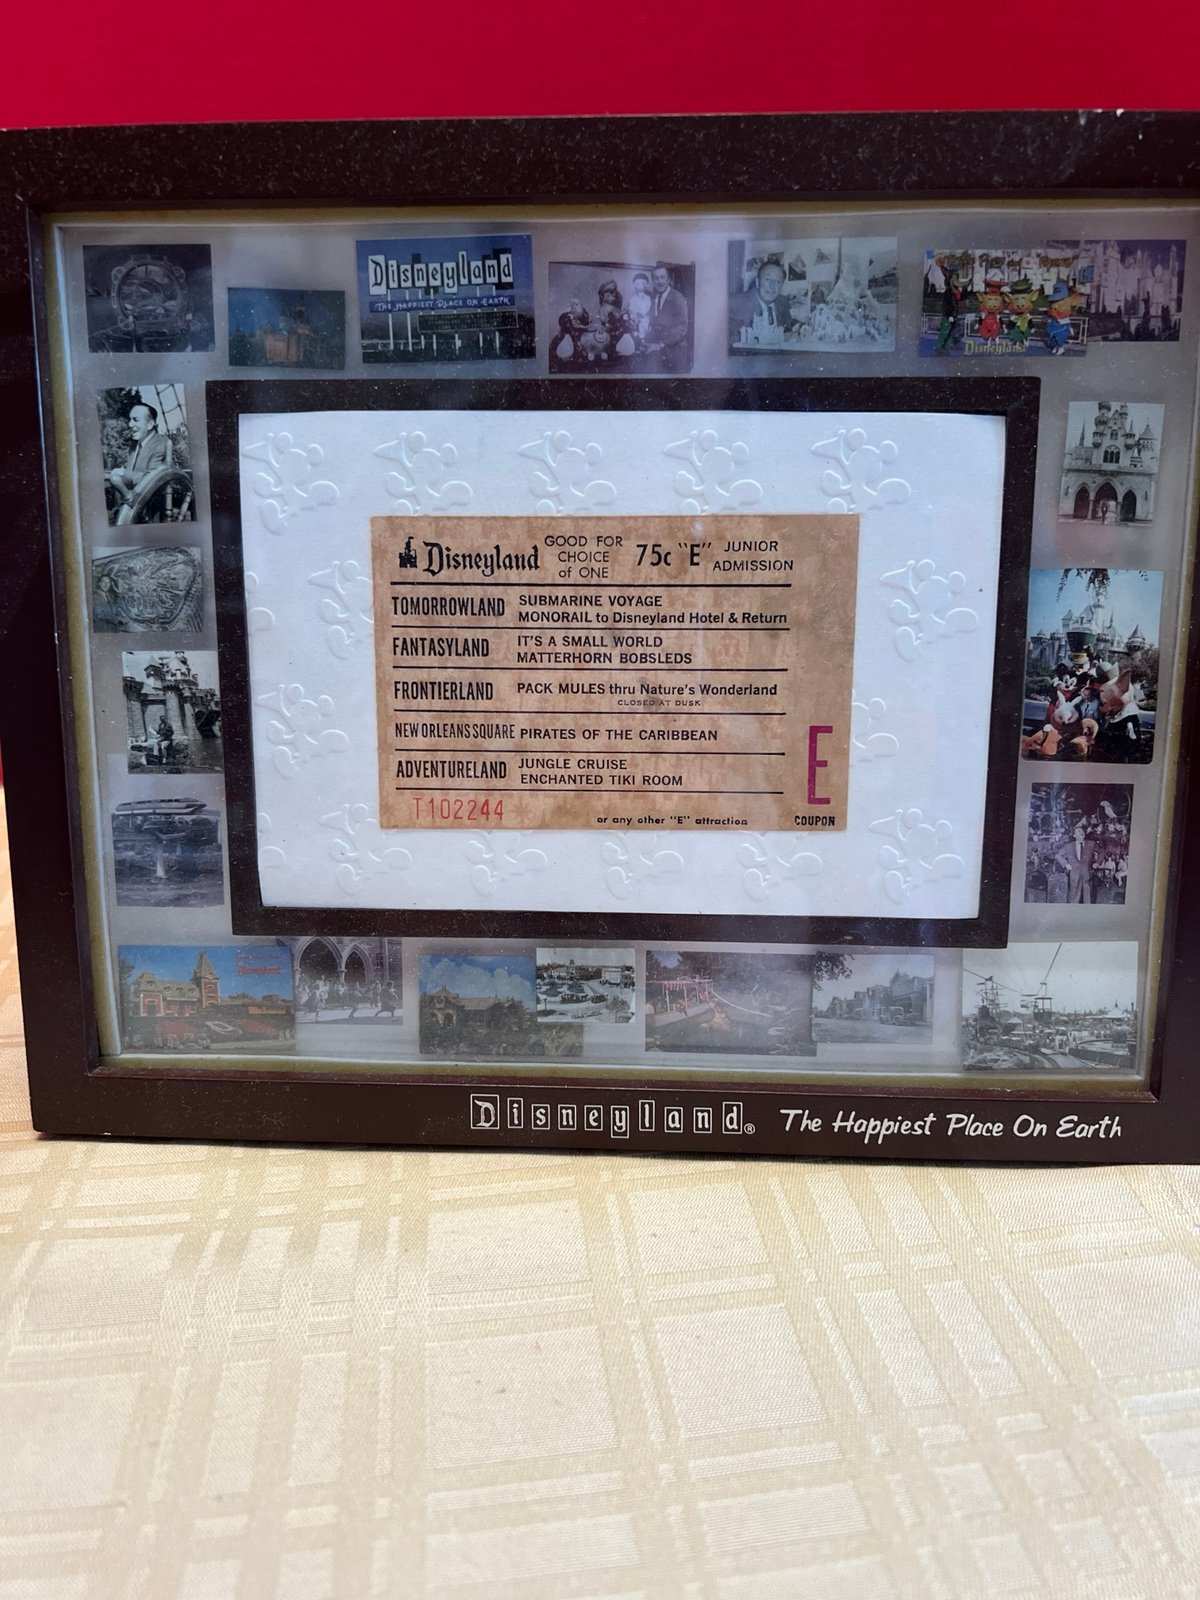 Disneyland
THE HAPPIEST PLACE ON EARTH
Disneyland
Disneyland GOOD FOR CHOICE of ONE 75c "E" JUNIOR ADMISSION
TOMORROWLAND SUBMARINE VOYAGE
MONORAIL to Disneyland Hotel & Return
FANTASYLAND IT'S A SMALL WORLD
MATTERHORN BOBSLEDS
FRONTIERLAND PACK MULES thru Nature's Wonderland
CLOSED AT DUSK
NEW ORLEANS SQUARE PIRATES OF THE CARIBBEAN
ADVENTURELAND JUNGLE CRUISE
ENCHANTED TIKI ROOM
E
T102244
or any other "E" attraction
COUPON
Disneyland
Disneyland® The Happiest Place On Earth